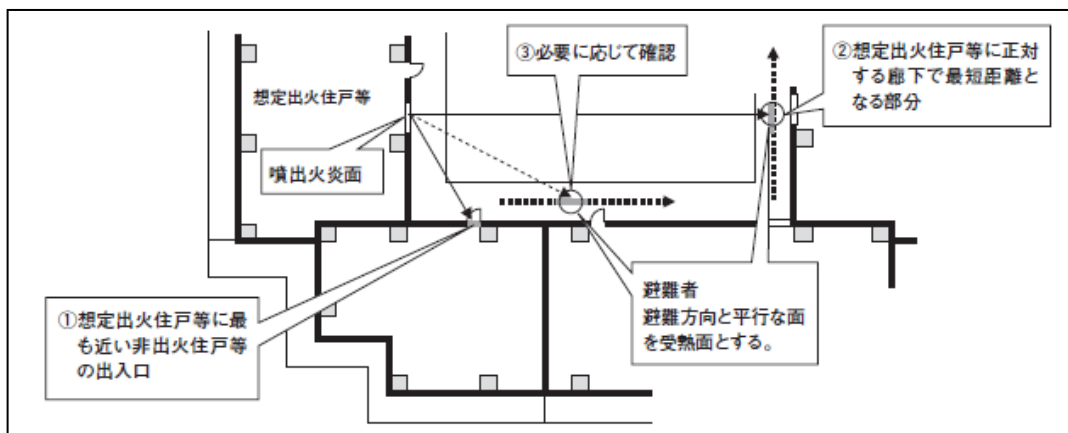 ③必要に応じて確認
②想定出火住戸等に正対
する廊下で最短距離と
なる部分
想定出火住戸等
噴出火炎面
避難者
避難方向と平行な面
を受熱面とする。
①想定出火住戸等に最
も近い非出火住戸等
の出入口